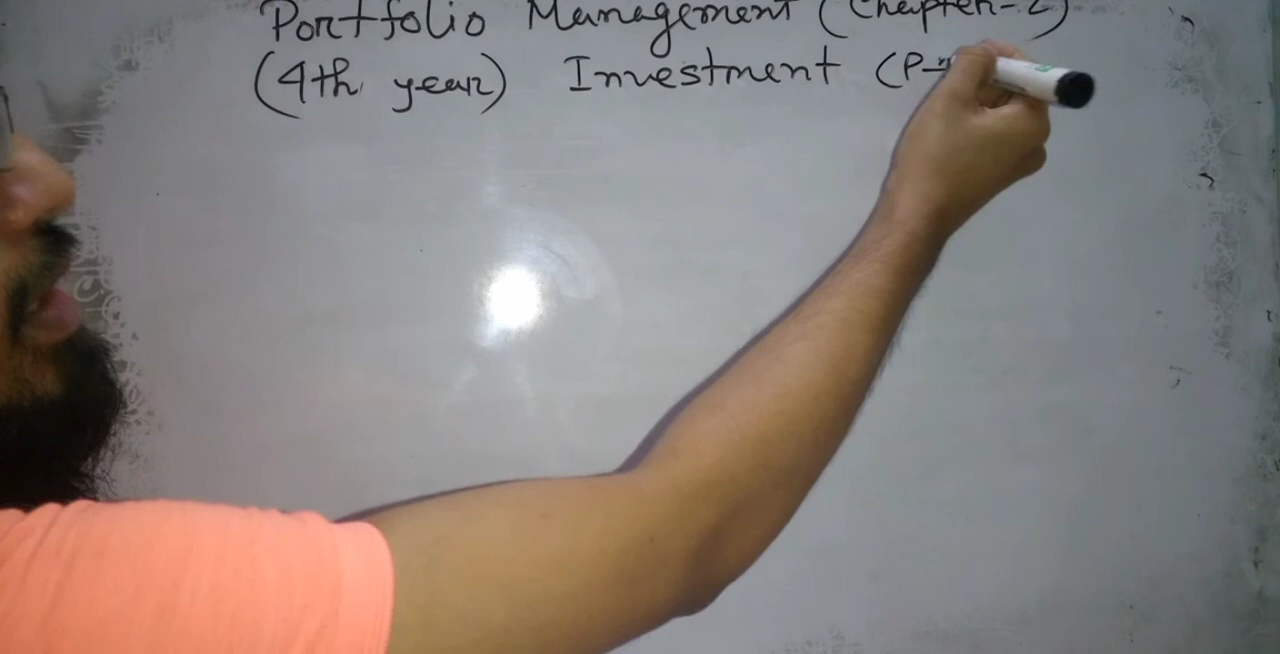 Portfolio Management (Chapter-2)
(4th year) Investment (P-